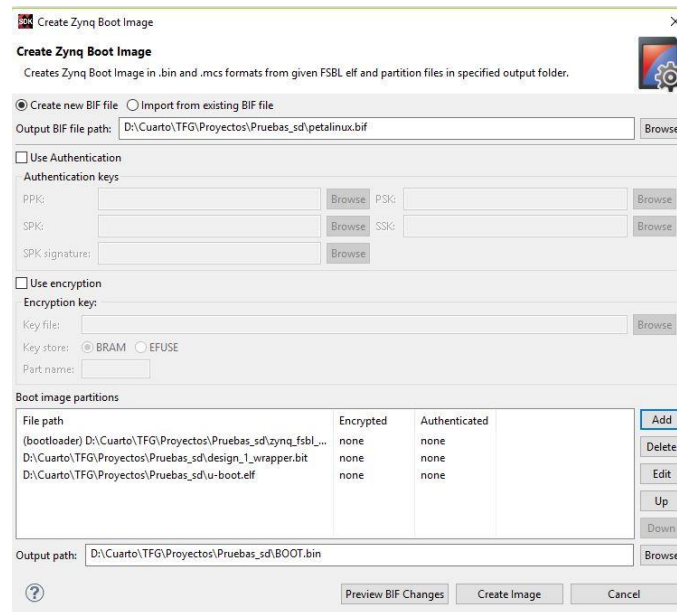 SDK Create Zynq Boot Image
Create Zynq Boot Image
Creates Zynq Boot Image in .bin and .mcs formats from given FSBL elf and partition files in specified output folder.
Create new BIF file Import from existing BIF file
Output BIF file path: D:\Cuarto\TFG\Proyectos\Pruebas_sd\petalinux.bif Browse
Use Authentication
Authentication keys
PPK: Browse PSK: Browse
SPK: Browse SSK: Browse
SPK signature: Browse
Use encryption
Encryption key:
Key file: Browse
Key store: BRAM EFUSE
Part name:
Boot image partitions
File path Encrypted Authenticated Add
(bootloader) D:\Cuarto\TFG\Proyectos\Pruebas_sd\zynq_fsbl_... none none
D:\Cuarto\TFG\Proyectos\Pruebas_sd\design_1_wrapper.bit none none Delete
D:\Cuarto\TFG\Proyectos\Pruebas_sd\u-boot.elf none none Edit
Up
Down
Output path: D:\Cuarto\TFG\Proyectos\Pruebas_sd\BOOT.bin Browse
? Preview BIF Changes Create Image Cancel